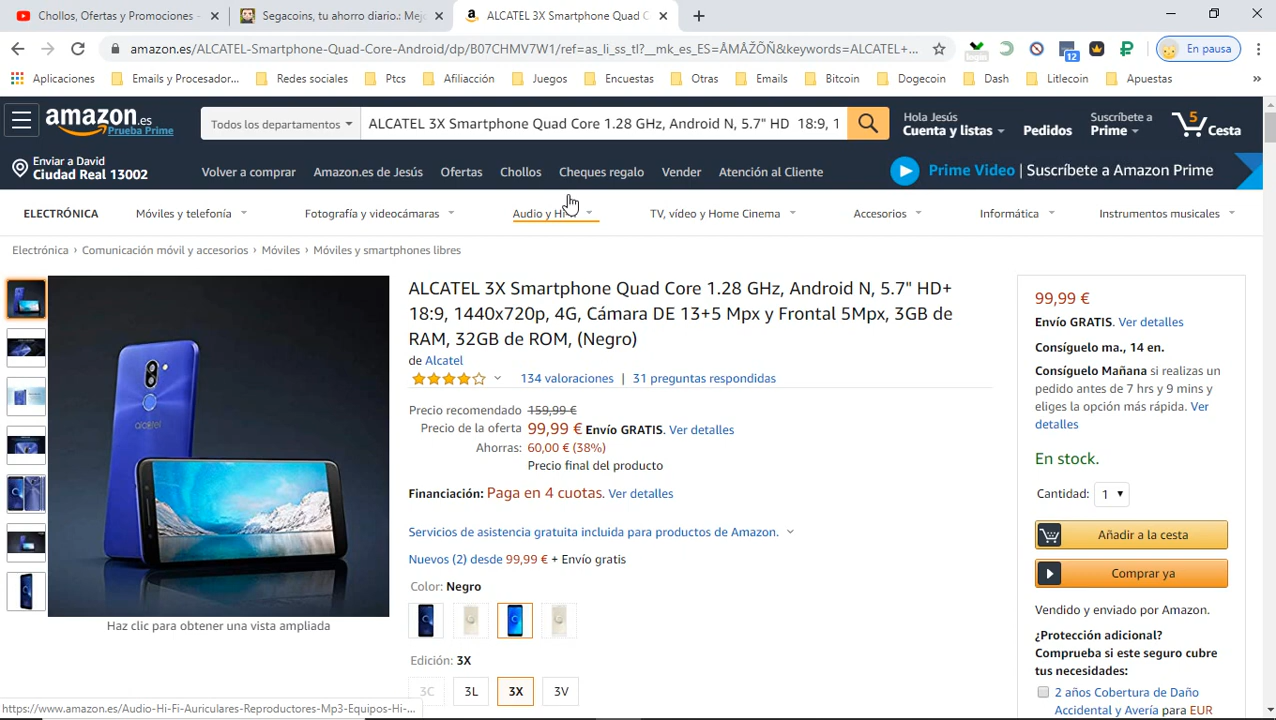 Chollos, Ofertas y Promociones -
Segacoins, tu ahorro diario.: Mejo
ALCATEL 3X Smartphone Quad C
amazon.es/ALCATEL-Smartphone-Quad-Core-Android/dp/B07CHMV7W1/ref=as_li_ss_tl?__mk_es_ES=ÅMÅŽÕÑ&keywords=ALCATEL+...
12
En pausa
Aplicaciones
Emails y Procesador...
Redes sociales
Ptcs
Afiliacción
Juegos
Encuestas
Otras
Emails
Bitcoin
Dogecoin
Dash
Litlecoin
Apuestas
»
amazon.es
Prueba Prime
Todos los departamentos
ALCATEL 3X Smartphone Quad Core 1.28 GHz, Android N, 5.7" HD 18:9, 1
Hola Jesús
Cuenta y listas
Pedidos
Suscríbete a
Prime
5
Cesta
Enviar a David
Ciudad Real 13002
Volver a comprar
Amazon.es de Jesús
Ofertas
Chollos
Cheques regalo
Vender
Atención al Cliente
Prime Video | Suscríbete a Amazon Prime
ELECTRÓNICA
Móviles y telefonía
Fotografía y videocámaras
Audio y Hi-
TV, vídeo y Home Cinema
Accesorios
Informática
Instrumentos musicales
Electrónica › Comunicación móvil y accesorios › Móviles › Móviles y smartphones libres
alcatel
Haz clic para obtener una vista ampliada
ALCATEL 3X Smartphone Quad Core 1.28 GHz, Android N, 5.7" HD+
18:9, 1440x720p, 4G, Cámara DE 13+5 Mpx y Frontal 5Mpx, 3GB de
RAM, 32GB de ROM, (Negro)
de Alcatel
134 valoraciones | 31 preguntas respondidas
Precio recomendado 159,99 €
Precio de la oferta 99,99 € Envío GRATIS. Ver detalles
Ahorras: 60,00 € (38%)
Precio final del producto
Financiación: Paga en 4 cuotas. Ver detalles
Servicios de asistencia gratuita incluida para productos de Amazon.
Nuevos (2) desde 99,99 € + Envío gratis
Color: Negro
Edición: 3X
3C
3L
3X
3V
99,99 €
Envío GRATIS. Ver detalles
Consíguelo ma., 14 en.
Consíguelo Mañana si realizas un
pedido antes de 7 hrs y 9 mins y
eliges la opción más rápida. Ver
detalles
En stock.
Cantidad: 1
Añadir a la cesta
Comprar ya
Vendido y enviado por Amazon.
¿Protección adicional?
Comprueba si este seguro cubre
tus necesidades:
2 años Cobertura de Daño
Accidental y Avería para EUR
https://www.amazon.es/Audio-Hi-Fi-Auriculares-Reproductores-Mp3-Equipos-Hi-...